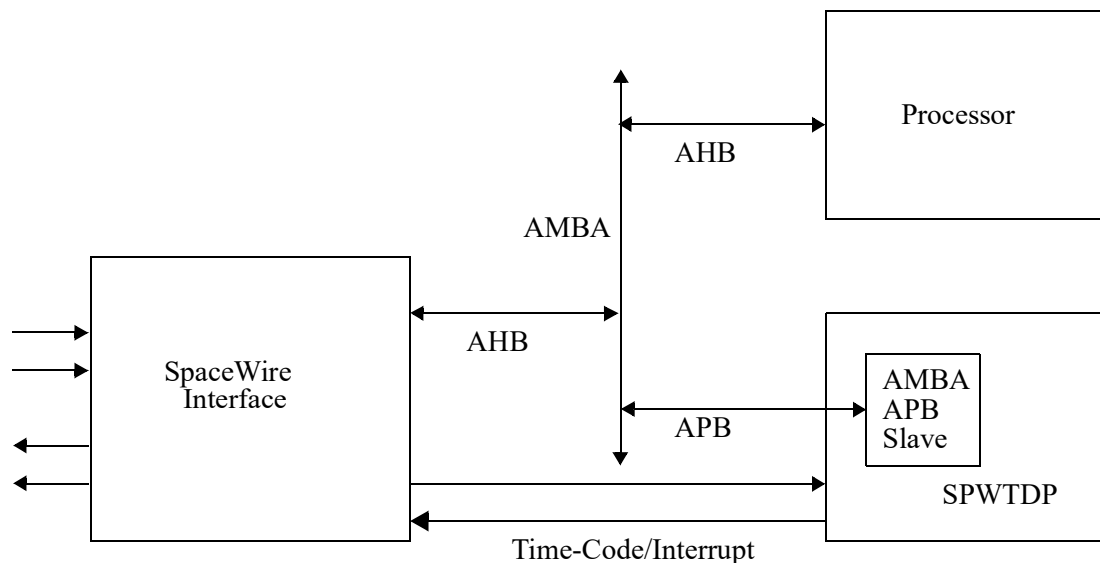 Processor
AHB
AMBA
AHB
SpaceWire
Interface
AMBA
APB
Slave
APB
SPWTDP
Time-Code/Interrupt